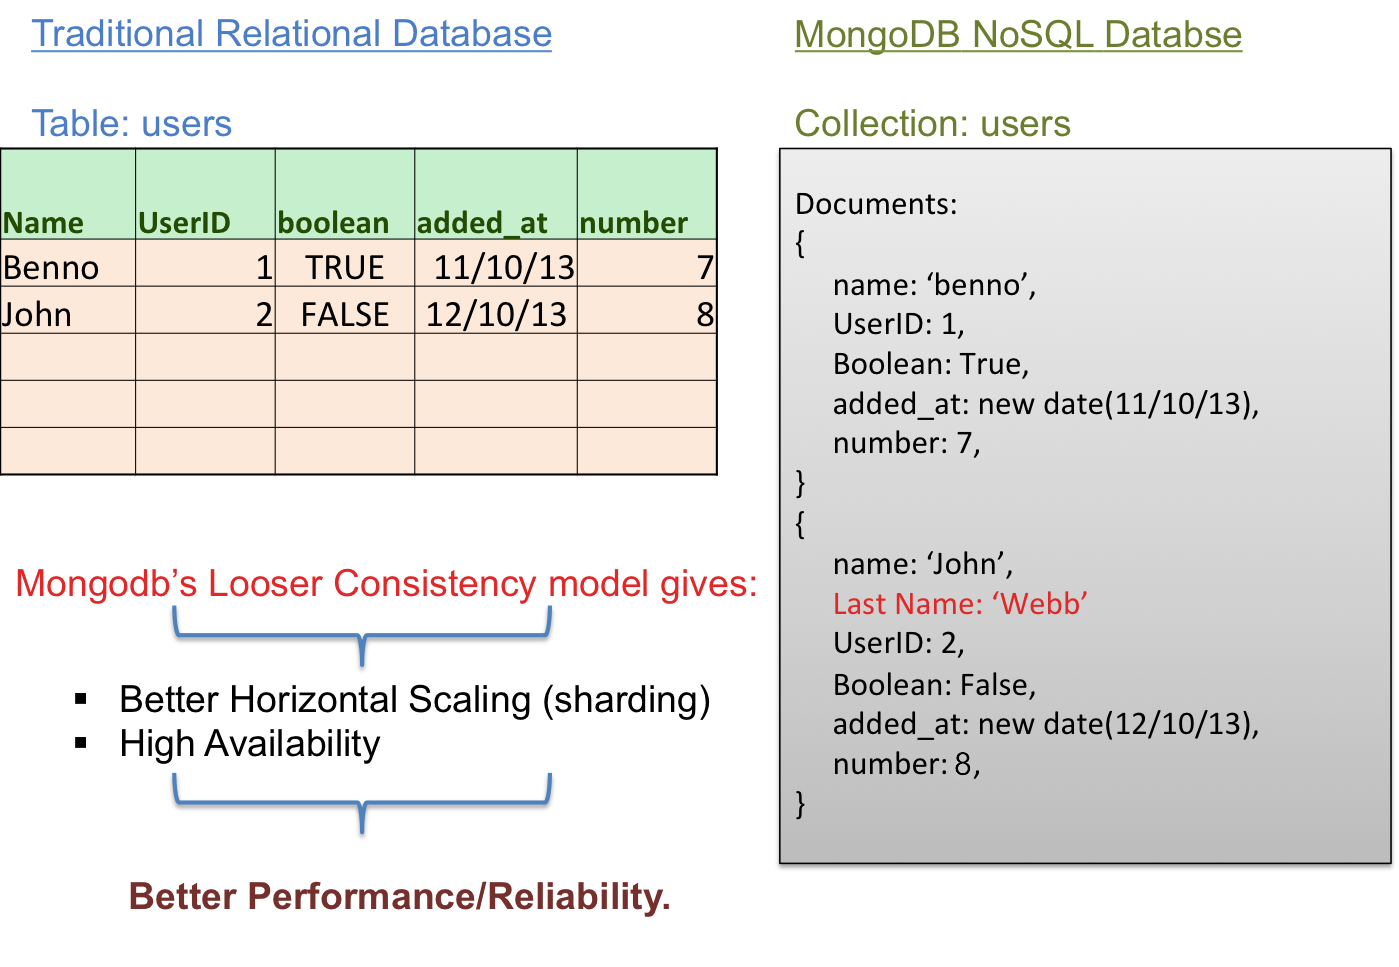 Traditional Relational Database
Table: users
Name UserID boolean added_at number
Benno 1 TRUE 11/10/13 7
John 2 FALSE 12/10/13 8
Mongodb’s Looser Consistency model gives:
▪ Better Horizontal Scaling (sharding)
▪ High Availability
Better Performance/Reliability.
MongoDB NoSQL Databse
Collection: users
Documents:
{
name: ‘benno’,
UserID: 1,
Boolean: True,
added_at: new date(11/10/13),
number: 7,
}
{
name: ‘John’,
Last Name: ‘Webb’
UserID: 2,
Boolean: False,
added_at: new date(12/10/13),
number: 8,
}